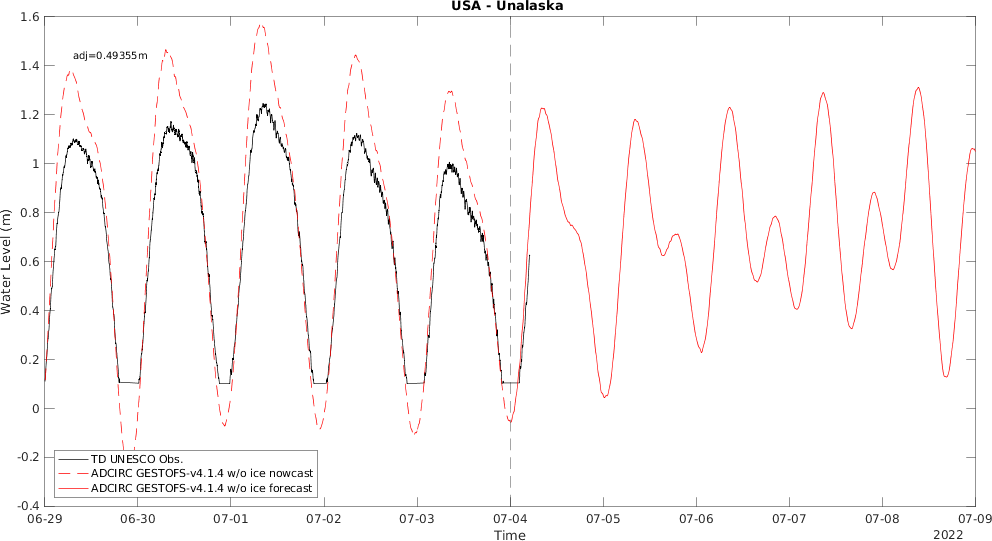 USA - Unalaska
adj=0.49355m
Water Level (m)
1.6
1.4
1.2
1
0.8
0.6
0.4
0.2
0
-0.2
-0.4
TD UNESCO Obs.
ADCIRC GESTOFS-v4.1.4 w/o ice nowcast
ADCIRC GESTOFS-v4.1.4 w/o ice forecast
06-29 06-30 07-01 07-02 07-03 07-04 07-05 07-06 07-07 07-08 07-09
Time
2022